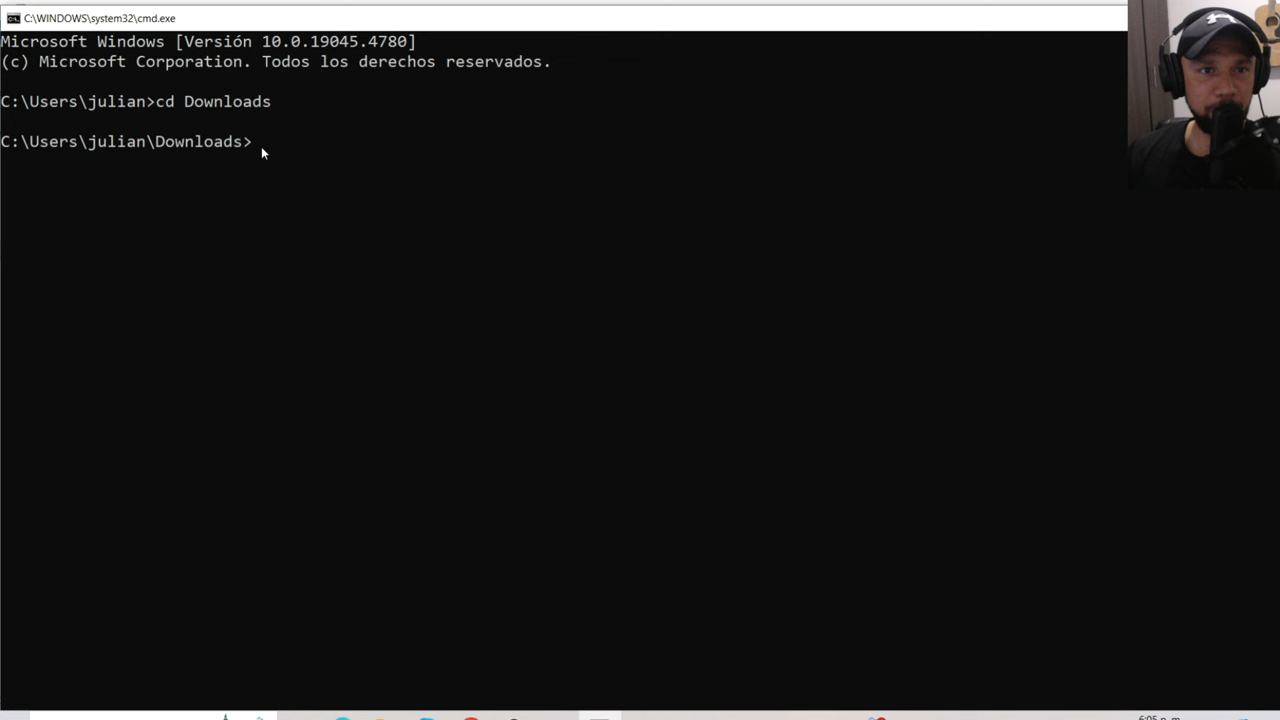 C:\WINDOWS\system32\cmd.exe
Microsoft Windows [Versión 10.0.19045.4780]
(c) Microsoft Corporation. Todos los derechos reservados.
C:\Users\julian>cd Downloads
C:\Users\julian\Downloads>